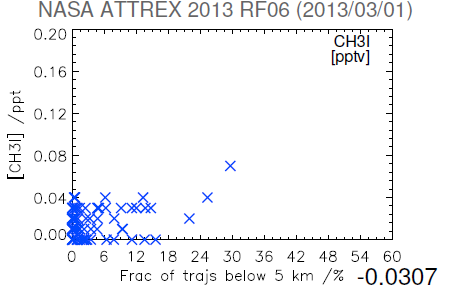 NASA ATTREX 2013 RF06 (2013/03/01)
0.20
CH3I
[pptv]
0.16
0.12
[CH3I] /ppt
0.08
0.04
0.00
0 6 12 18 24 30 36 42 48 54 60
Frac of trajs below 5 km /%
-0.0307